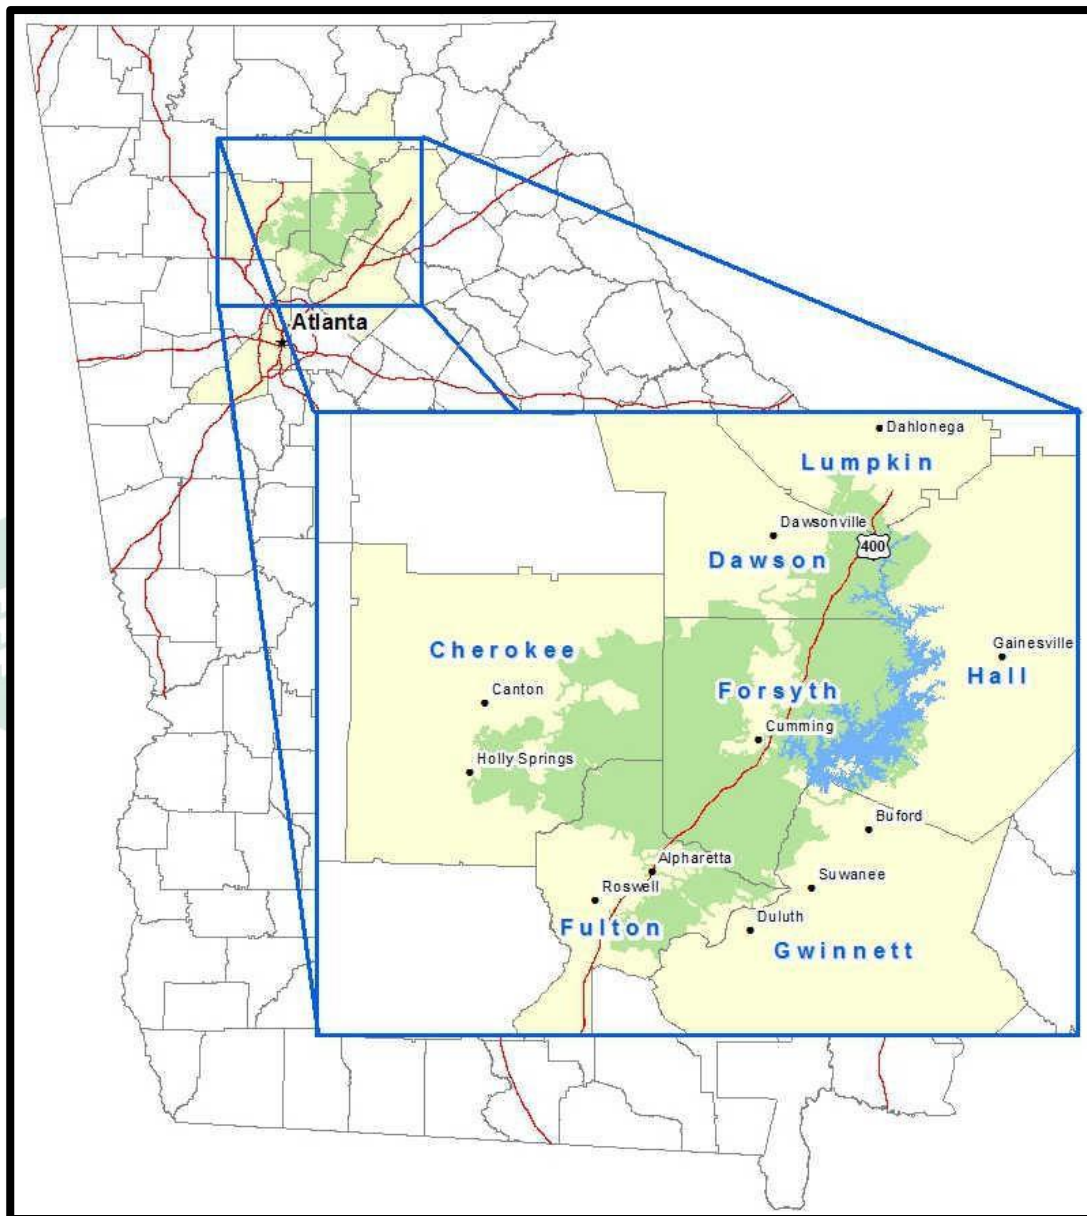 Atlanta
Dahlonega
Lumpkin
Dawsonville
400
Dawson
Cherokee
Gainesville
Hall
Canton
Forsyth
Cumming
Holly Springs
Buford
Alpharetta
Suwanee
Roswell
Duluth
Fulton
Gwinnett